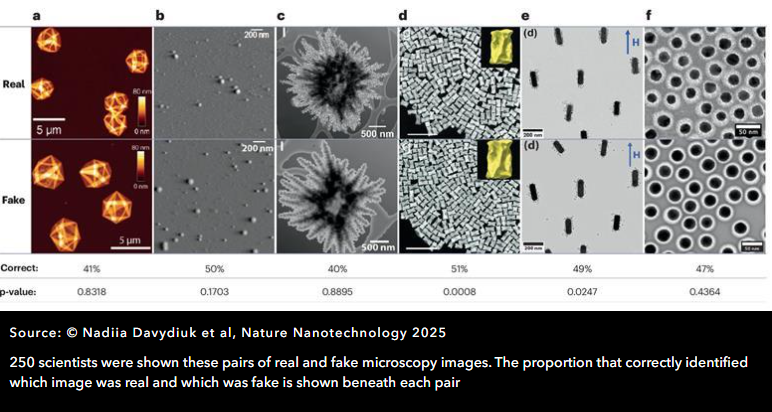 a b c d e f
Real
5 µm
80 nm
0 nm
200 nm
500 nm
(d)
H
200 nm
50 nm
Fake
80 nm
0 nm
5 µm
200 nm
500 nm
(d)
H
200 nm
50 nm
Correct: 41% 50% 40% 51% 49% 47%
p-value: 0.8318 0.1703 0.8895 0.0008 0.0247 0.4364
Source: © Nadiia Davydiuk et al, Nature Nanotechnology 2025
250 scientists were shown these pairs of real and fake microscopy images. The proportion that correctly identified
which image was real and which was fake is shown beneath each pair